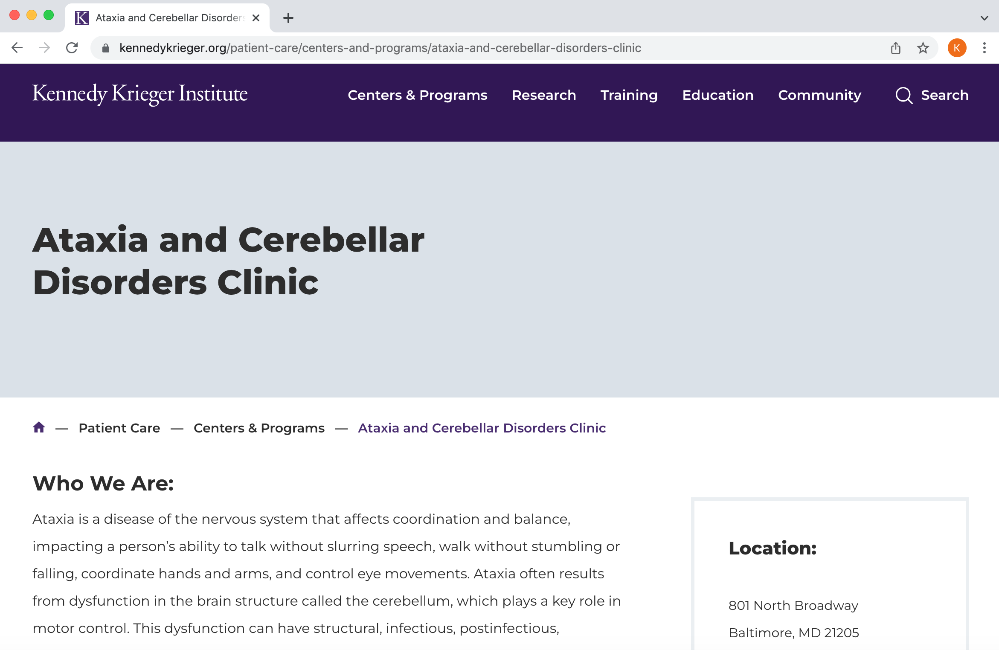 Ataxia and Cerebellar Disorders
kennedykrieger.org/patient-care/centers-and-programs/ataxia-and-cerebellar-disorders-clinic
K
Kennedy Krieger Institute
Centers & Programs
Research
Training
Education
Community
Search
Ataxia and Cerebellar
Disorders Clinic
— Patient Care — Centers & Programs — Ataxia and Cerebellar Disorders Clinic
Who We Are:
Ataxia is a disease of the nervous system that affects coordination and balance,
impacting a person’s ability to talk without slurring speech, walk without stumbling or
falling, coordinate hands and arms, and control eye movements. Ataxia often results
from dysfunction in the brain structure called the cerebellum, which plays a key role in
motor control. This dysfunction can have structural, infectious, postinfectious,
Location:
801 North Broadway
Baltimore, MD 21205